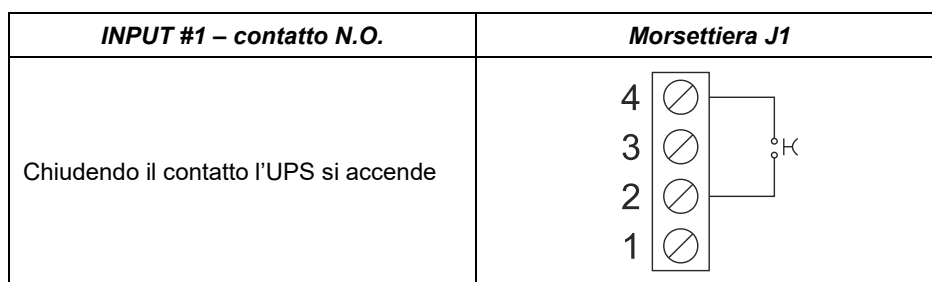 INPUT #1 – contatto N.O.
Morsettiera J1
Chiudendo il contatto l'UPS si accende
4
3
2
1